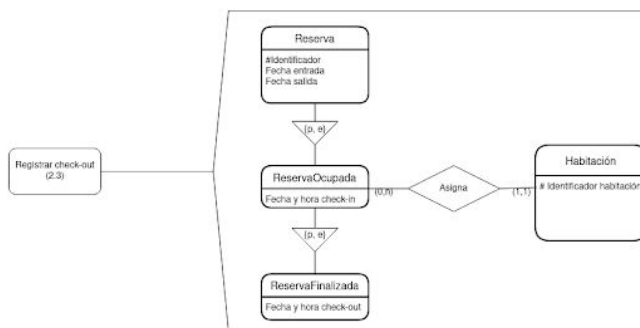 Reserva
#Identificador
Fecha entrada
Fecha salida
{p, e}
Registrar check-out
(2.3)
ReservaOcupada
Fecha y hora check-in
(0,n)
Asigna
(1,1)
Habitación
# Identificador habitación
{p, e}
ReservaFinalizada
Fecha y hora check-out